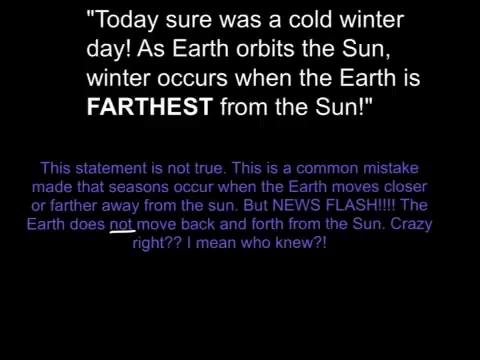 "Today sure was a cold winter
day! As Earth orbits the Sun,
winter occurs when the Earth is
FARTHEST from the Sun!"
This statement is not true. This is a common mistake
made that seasons occur when the Earth moves closer
or farther away from the sun. But NEWS FLASH!!!! The
Earth does not move back and forth from the Sun. Crazy
right?? I mean who knew?!